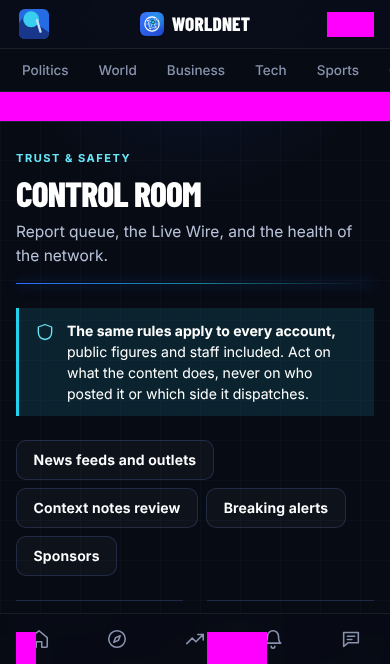 WORLDNET
Politics World Business Tech Sports
TRUST & SAFETY
CONTROL ROOM
Report queue, the Live Wire, and the health of
the network.
The same rules apply to every account,
public figures and staff included. Act on
what the content does, never on who
posted it or which side it dispatches.
News feeds and outlets
Context notes review Breaking alerts
Sponsors